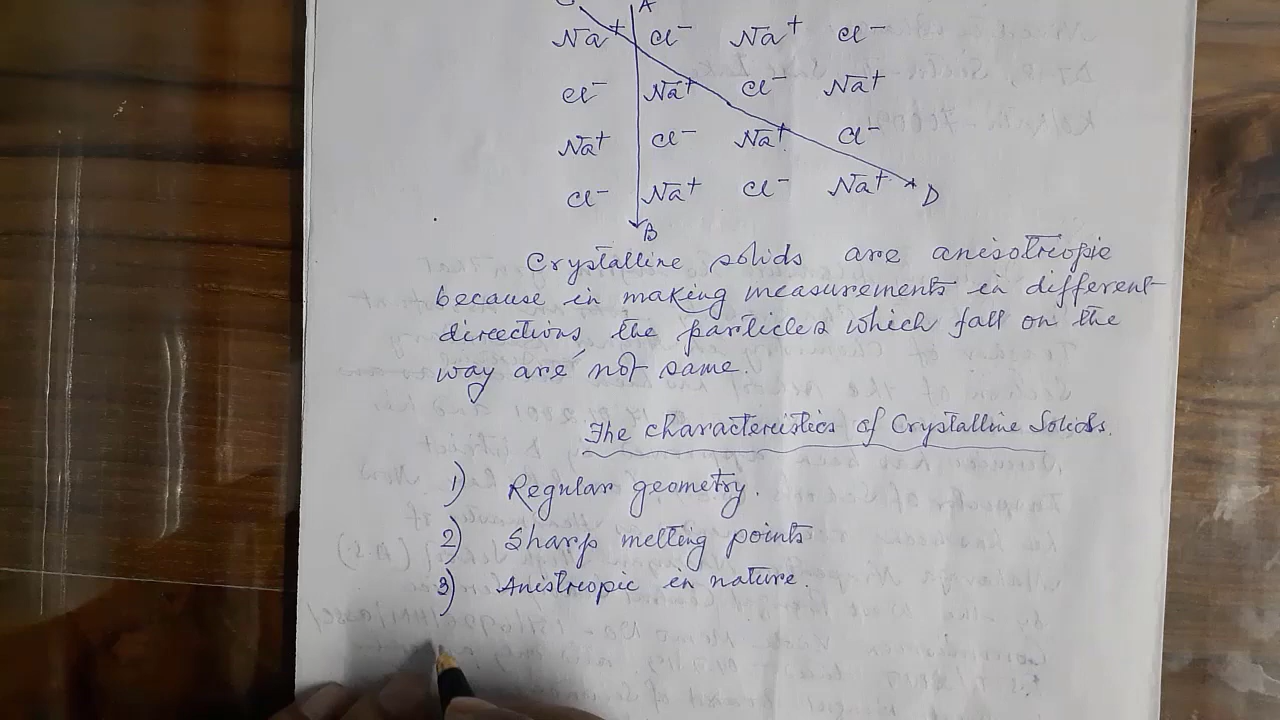 A
Na⁺ Cl⁻ Na⁺ Cl⁻
Cl⁻ Na⁺ Cl⁻ Na⁺
Na⁺ Cl⁻ Na⁺ Cl⁻
Cl⁻ Na⁺ Cl⁻ Na⁺ D
B
Crystalline solids are anisotropic
because in making measurements in different
directions, the particles which fall on the
way are not same.
The characteristics of Crystalline Solids.
1) Regular geometry.
2) Sharp melting points
3) Anistropic in nature.